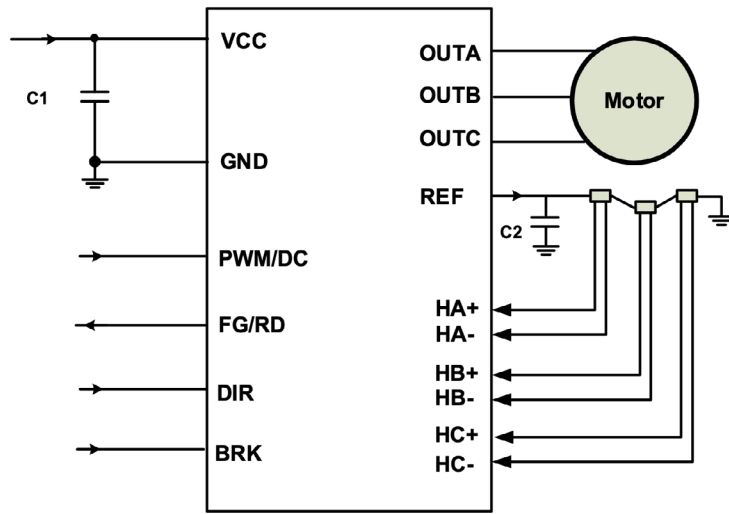 VCC
C1
GND
PWM/DC
FG/RD
DIR
BRK
OUTA
OUTB
OUTC
Motor
REF
C2
HA+
HA-
HB+
HB-
HC+
HC-